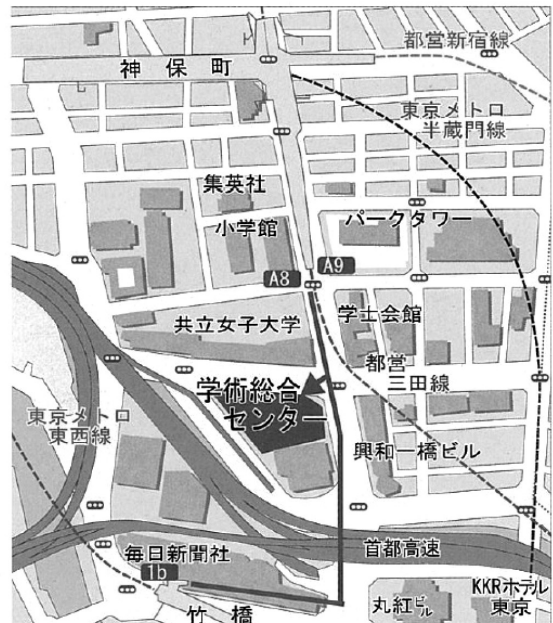 都営新宿線
神保町
東京メトロ
半蔵門線
集英社
小学館
パークタワー
A8
A9
共立女子大学
学士会館
都営
三田線
学術総合
センター
東京メトロ
東西線
興和一橋ビル
首都高速
毎日新聞社
1b
竹橋
丸紅ビル
KKRホテル
東京